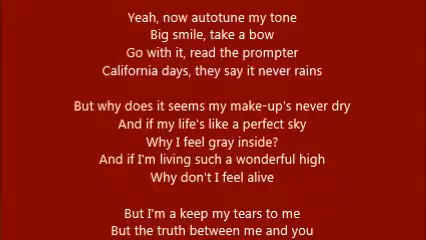 Yeah, now autotune my tone
Big smile, take a bow
Go with it, read the prompter
California days, they say it never rains
But why does it seems my make-up's never dry
And if my life's like a perfect sky
Why I feel gray inside?
And if I'm living such a wonderful high
Why don't I feel alive
But I'm a keep my tears to me
But the truth between me and you